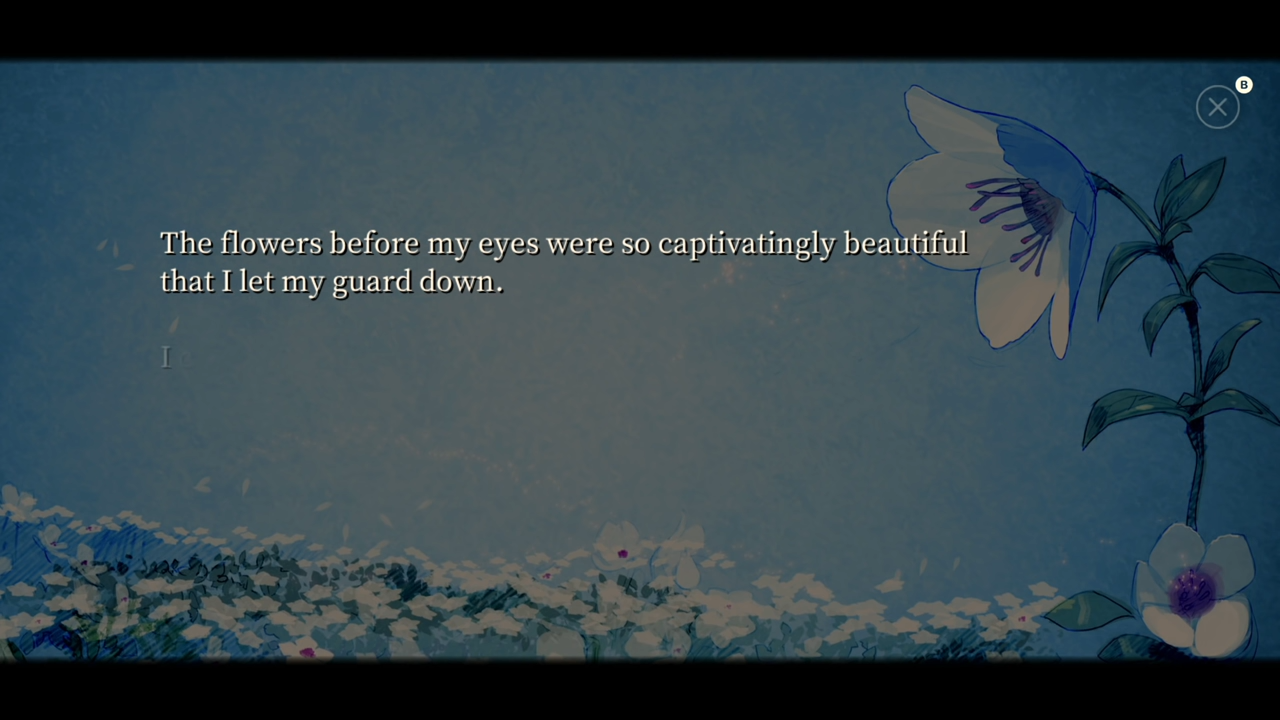 B
The flowers before my eyes were so captivatingly beautiful
that I let my guard down.
I